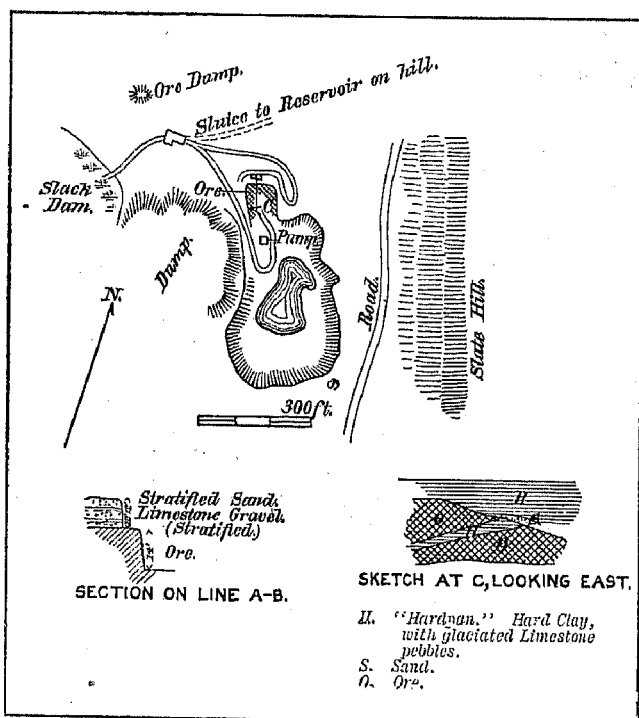 Ore Dump.
Sluice to Reservoir on hill.
Slack
Dam.
Ore.
C
Pump.
Dump.
N.
Road.
Slate Hill.
300 ft.
Stratified Sand.
Limestone Gravel.
(Stratified.)
Ore.
SECTION ON LINE A-B.
H
S
O
O
SKETCH AT C, LOOKING EAST.
H. "Hardpan." Hard Clay,
with glaciated Limestone
pebbles.
S. Sand.
O. Ore.